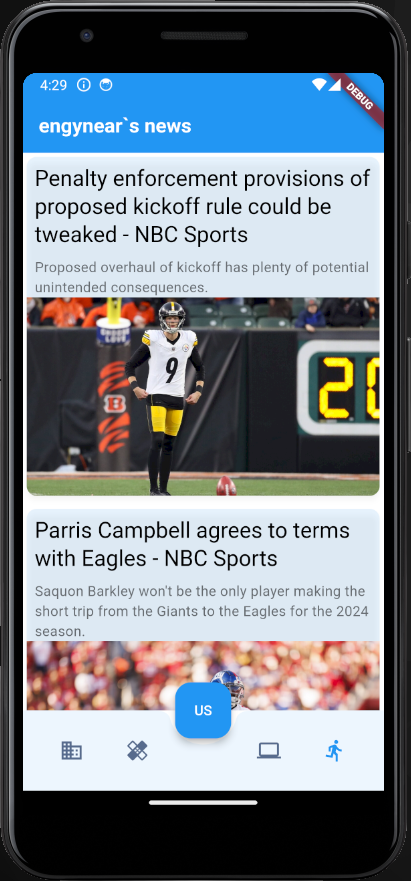 4:29
DEBUG
engynear`s news
Penalty enforcement provisions of
proposed kickoff rule could be
tweaked - NBC Sports
Proposed overhaul of kickoff has plenty of potential
unintended consequences.
9
B
20
Parris Campbell agrees to terms
with Eagles - NBC Sports
Saquon Barkley won't be the only player making the
short trip from the Giants to the Eagles for the 2024
season.
US